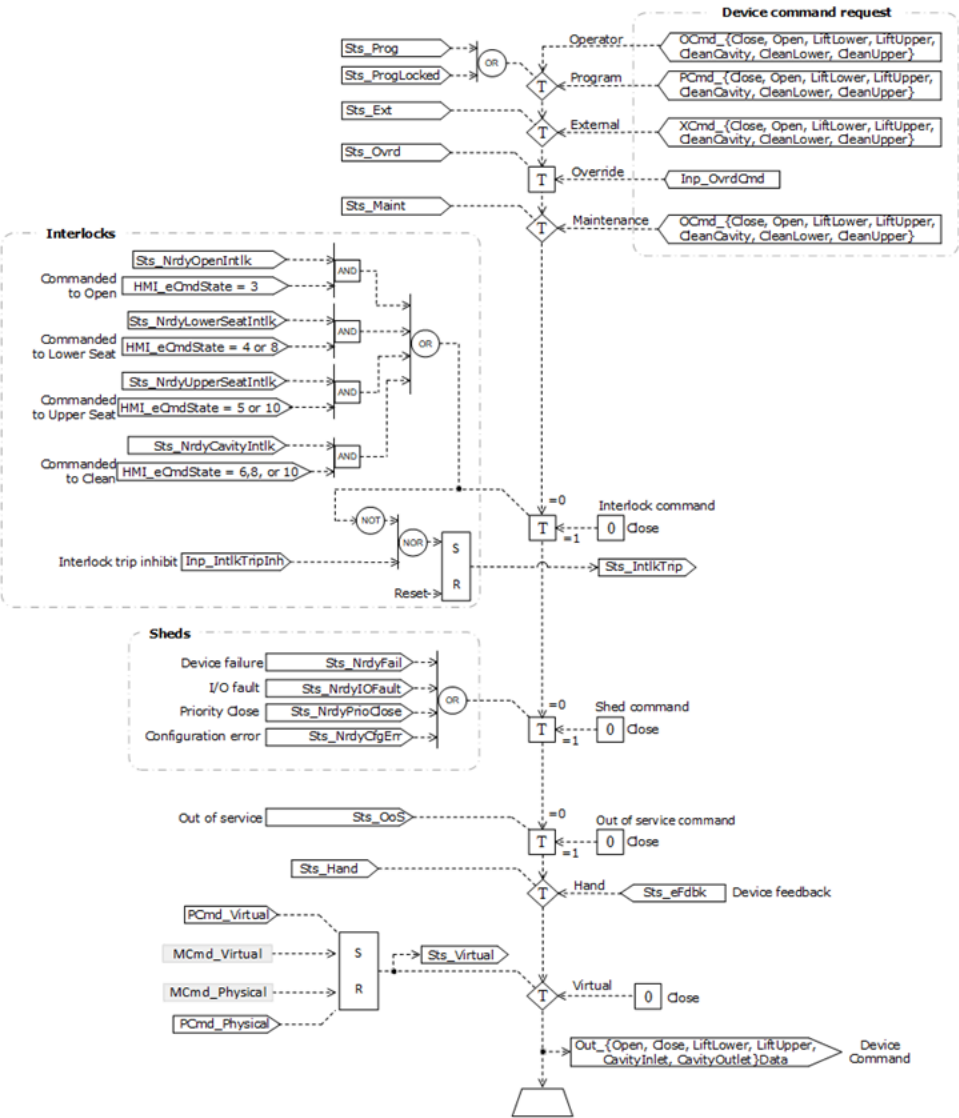 Device command request
Operator
OCmd_{Close, Open, LiftLower, LiftUpper,
CleanCavity, CleanLower, CleanUpper}
Sts_Prog
OR
Sts_ProgLocked
T
Program
PCmd_{Close, Open, LiftLower, LiftUpper,
CleanCavity, CleanLower, CleanUpper}
Sts_Ext
T
External
XCmd_{Close, Open, LiftLower, LiftUpper,
CleanCavity, CleanLower, CleanUpper}
Sts_Ovrd
T
Override
Inp_OvrdCmd
Sts_Maint
T
Maintenance
OCmd_{Close, Open, LiftLower, LiftUpper,
CleanCavity, CleanLower, CleanUpper}
Interlocks
Sts_NrdyOpenIntlk
AND
Commanded
to Open
HMI_eCmdState = 3
Sts_NrdyLowerSeatIntlk
AND
Commanded
to Lower Seat
HMI_eCmdState = 4 or 8
OR
Sts_NrdyUpperSeatIntlk
AND
Commanded
to Upper Seat
HMI_eCmdState = 5 or 10
Sts_NrdyCavityIntlk
AND
Commanded
to Clean
HMI_eCmdState = 6,8, or 10
=0
Interlock command
T
=1
0
Close
NOT
NOR
S
R
Interlock trip inhibit
Inp_IntlkTripInh
Reset
Sts_IntlkTrip
Sheds
Device failure
Sts_NrdyFail
I/O fault
Sts_NrdyIOFault
OR
Priority Close
Sts_NrdyPrioClose
Configuration error
Sts_NrdyCfgErr
=0
Shed command
T
=1
0
Close
Out of service
Sts_OoS
=0
Out of service command
T
=1
0
Close
Sts_Hand
T
Hand
Sts_eFdbk
Device feedback
PCmd_Virtual
MCmd_Virtual
S
R
Sts_Virtual
MCmd_Physical
PCmd_Physical
T
Virtual
0
Close
Out_{Open, Close, LiftLower, LiftUpper,
CavityInlet, CavityOutlet}Data
Device
Command